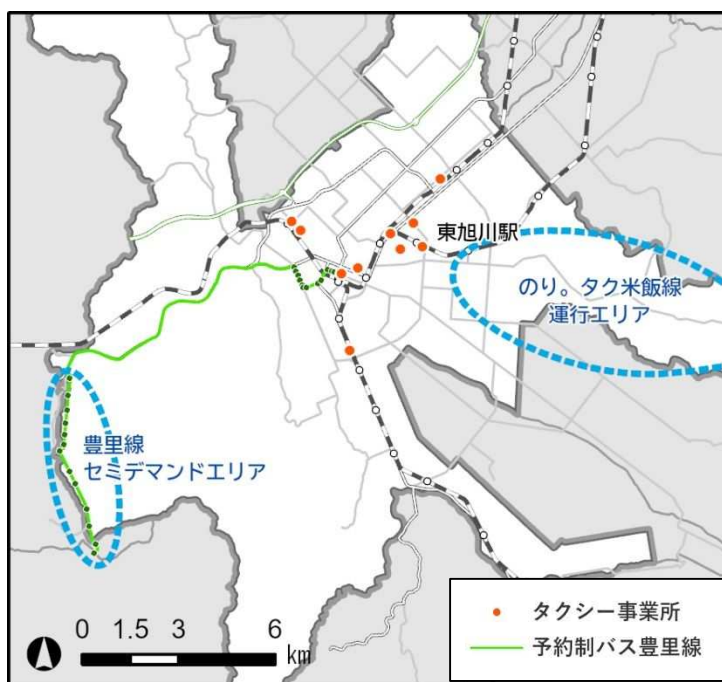 東旭川駅
のり。タク米飯線
運行エリア
豊里線
セミデマンドエリア
0 1.5 3 6
km
タクシー事業所
予約制バス豊里線